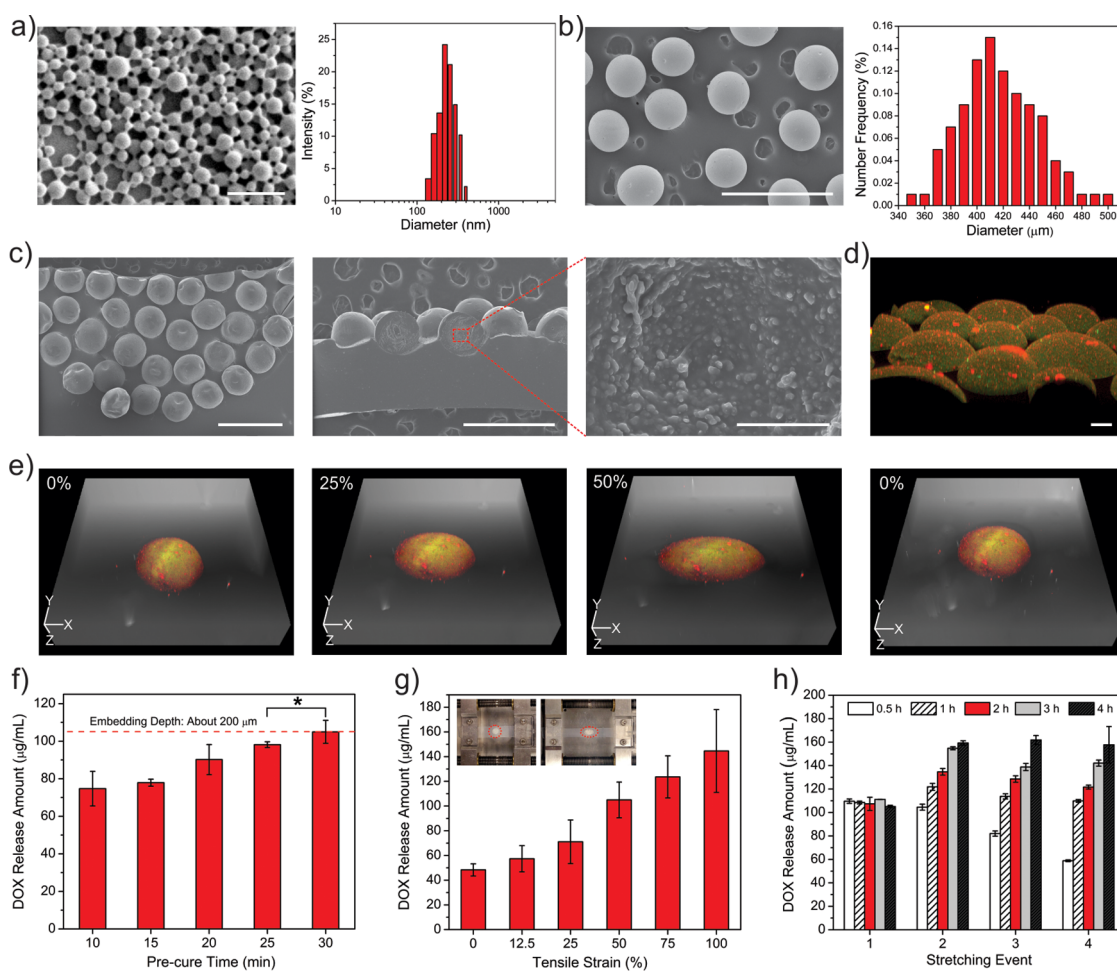 a)
25
20
15
10
5
0
Intensity (%)
10
100
1000
Diameter (nm)
b)
0.16
0.14
0.12
0.10
0.08
0.06
0.04
0.02
0.00
Number Frequency (%)
340 360 380 400 420 440 460 480 500
Diameter (μm)
c)
d)
e)
0%
25%
50%
0%
Y
X
Z
Y
X
Z
Y
X
Z
Y
X
Z
f)
140
120
100
80
60
40
20
0
DOX Release Amount (μg/mL)
Embedding Depth: About 200 μm
*
10 15 20 25 30
Pre-cure Time (min)
g)
180
160
140
120
100
80
60
40
20
0
DOX Release Amount (μg/mL)
0 12.5 25 50 75 100
Tensile Strain (%)
h)
200
180
160
140
120
100
80
60
40
20
0
DOX Release Amount (μg/mL)
0.5 h 1 h 2 h 3 h 4 h
1 2 3 4
Stretching Event